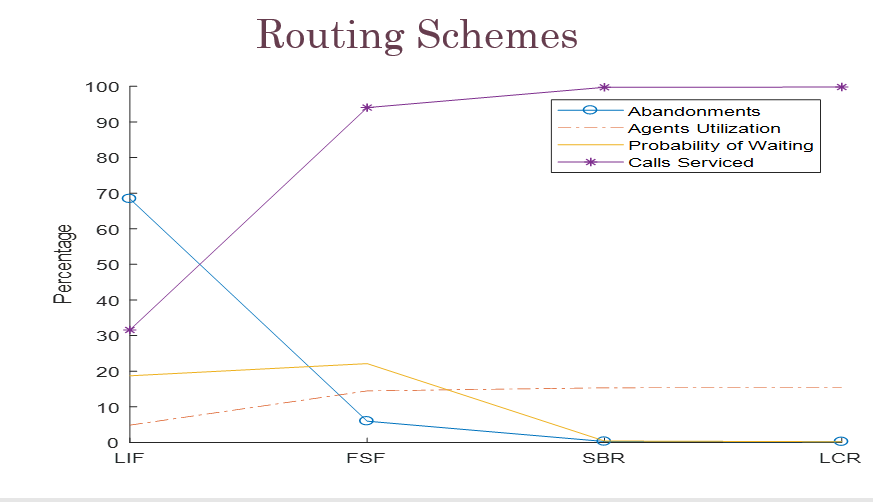 Routing Schemes
100
90
80
70
60
50
40
30
20
10
0
Percentage
Abandonments
Agents Utilization
Probability of Waiting
Calls Serviced
LIF FSF SBR LCR